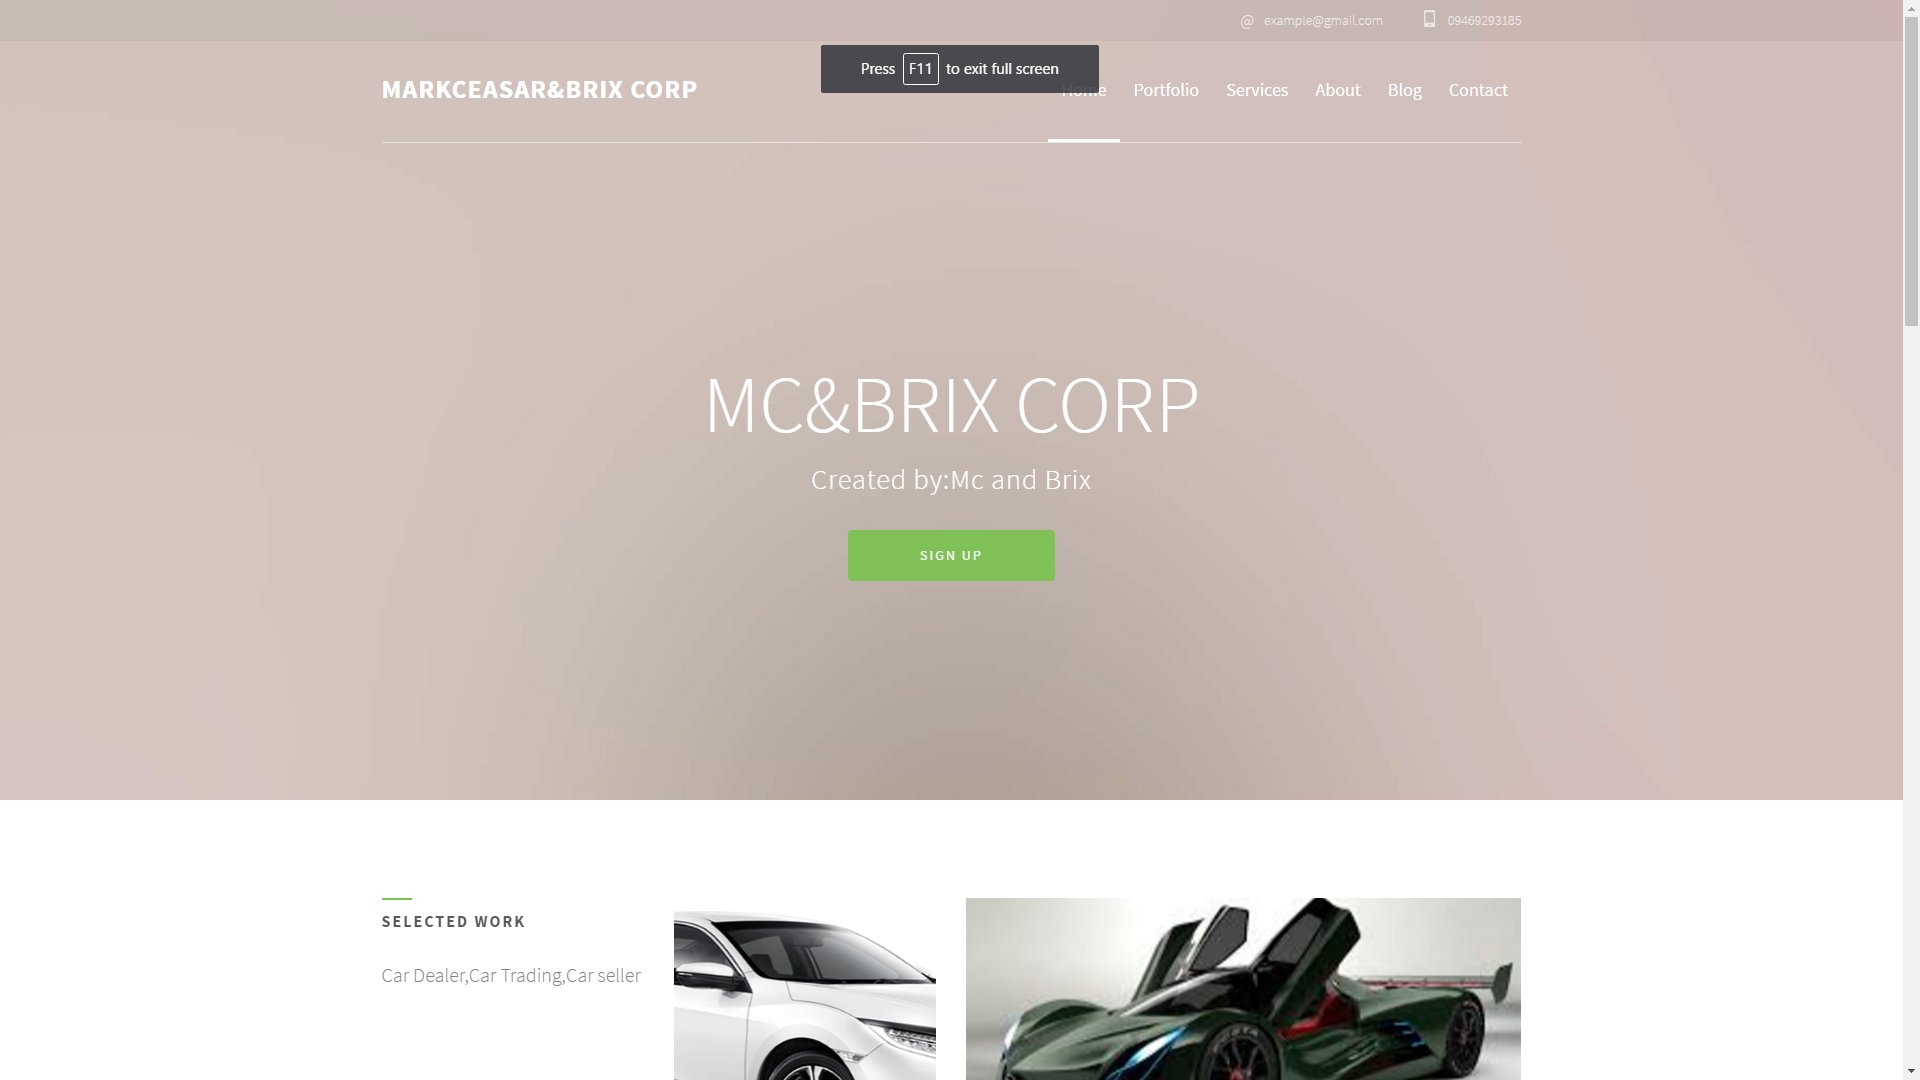 @ example@gmail.com 09469293185
Press F11 to exit full screen
MARKCEASAR&BRIX CORP
Home Portfolio Services About Blog Contact
MC&BRIX CORP
Created by:Mc and Brix
SIGN UP
SELECTED WORK
Car Dealer,Car Trading,Car seller